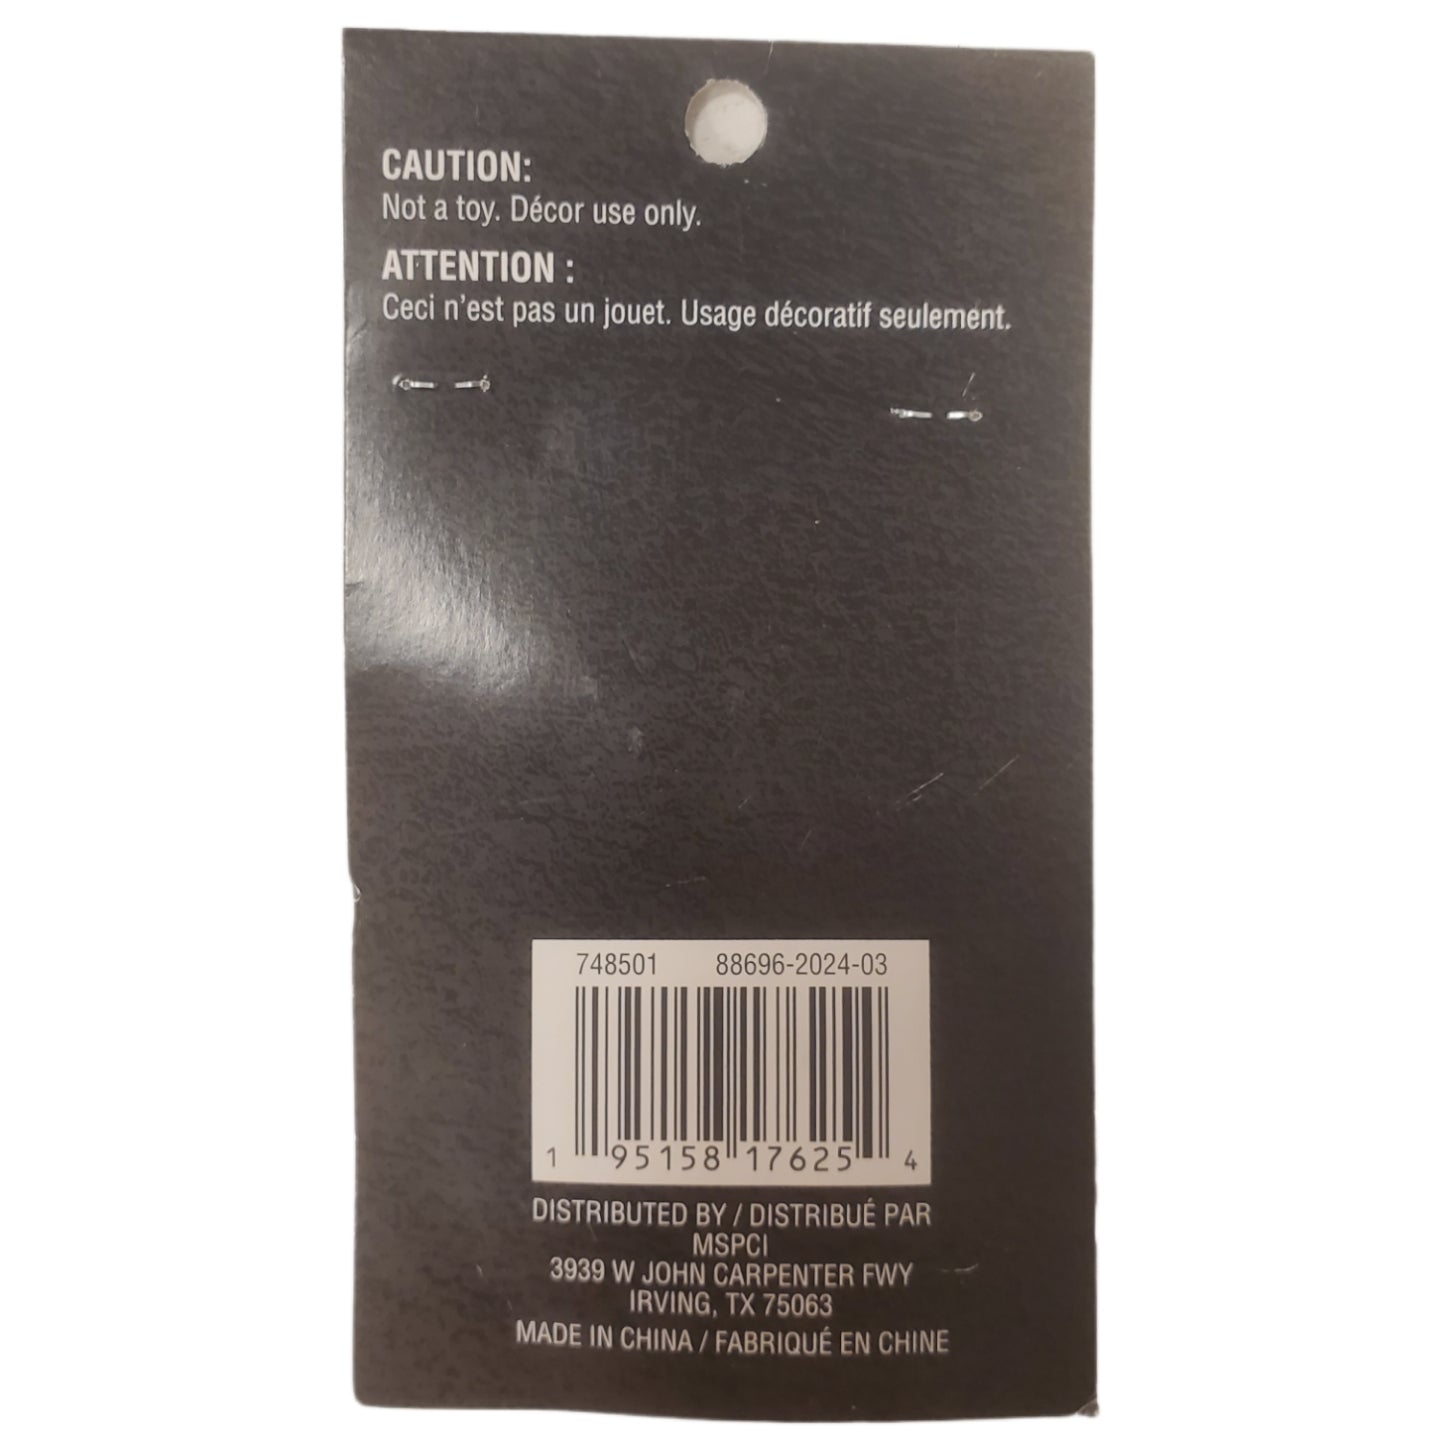 CAUTION:
Not a toy. Décor use only.
ATTENTION :
Ceci n'est pas un jouet. Usage décoratif seulement.
748501 88696-2024-03
1 95158 17625 4
DISTRIBUTED BY / DISTRIBUÉ PAR
MSPCI
3939 W JOHN CARPENTER FWY
IRVING, TX 75063
MADE IN CHINA / FABRIQUÉ EN CHINE